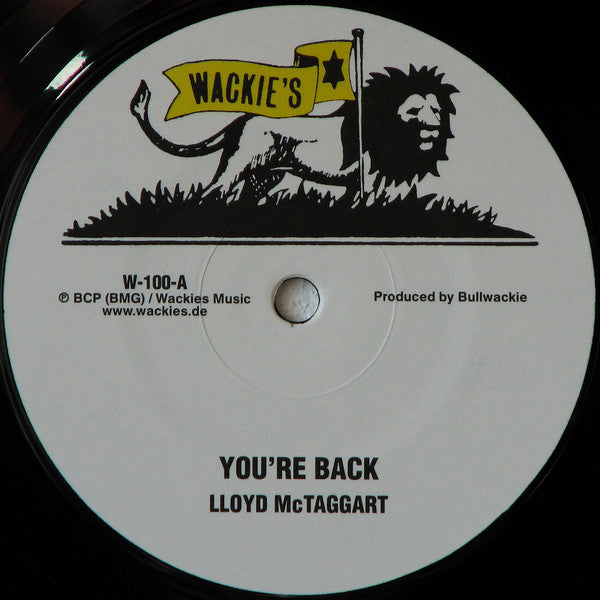 WACKIE'S
W-100-A
℗ BCP (BMG) / Wackies Music
www.wackies.de
Produced by Bullwackie
YOU'RE BACK
LLOYD McTAGGART